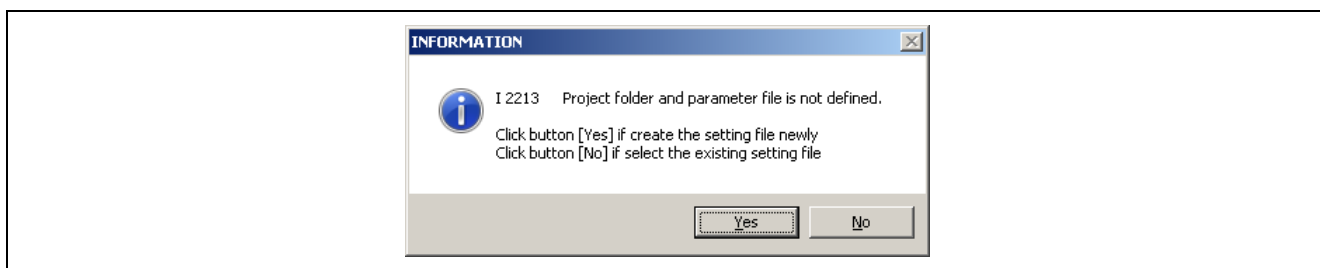 INFORMATION
I 2213 Project folder and parameter file is not defined.
Click button [Yes] if create the setting file newly
Click button [No] if select the existing setting file
Yes No